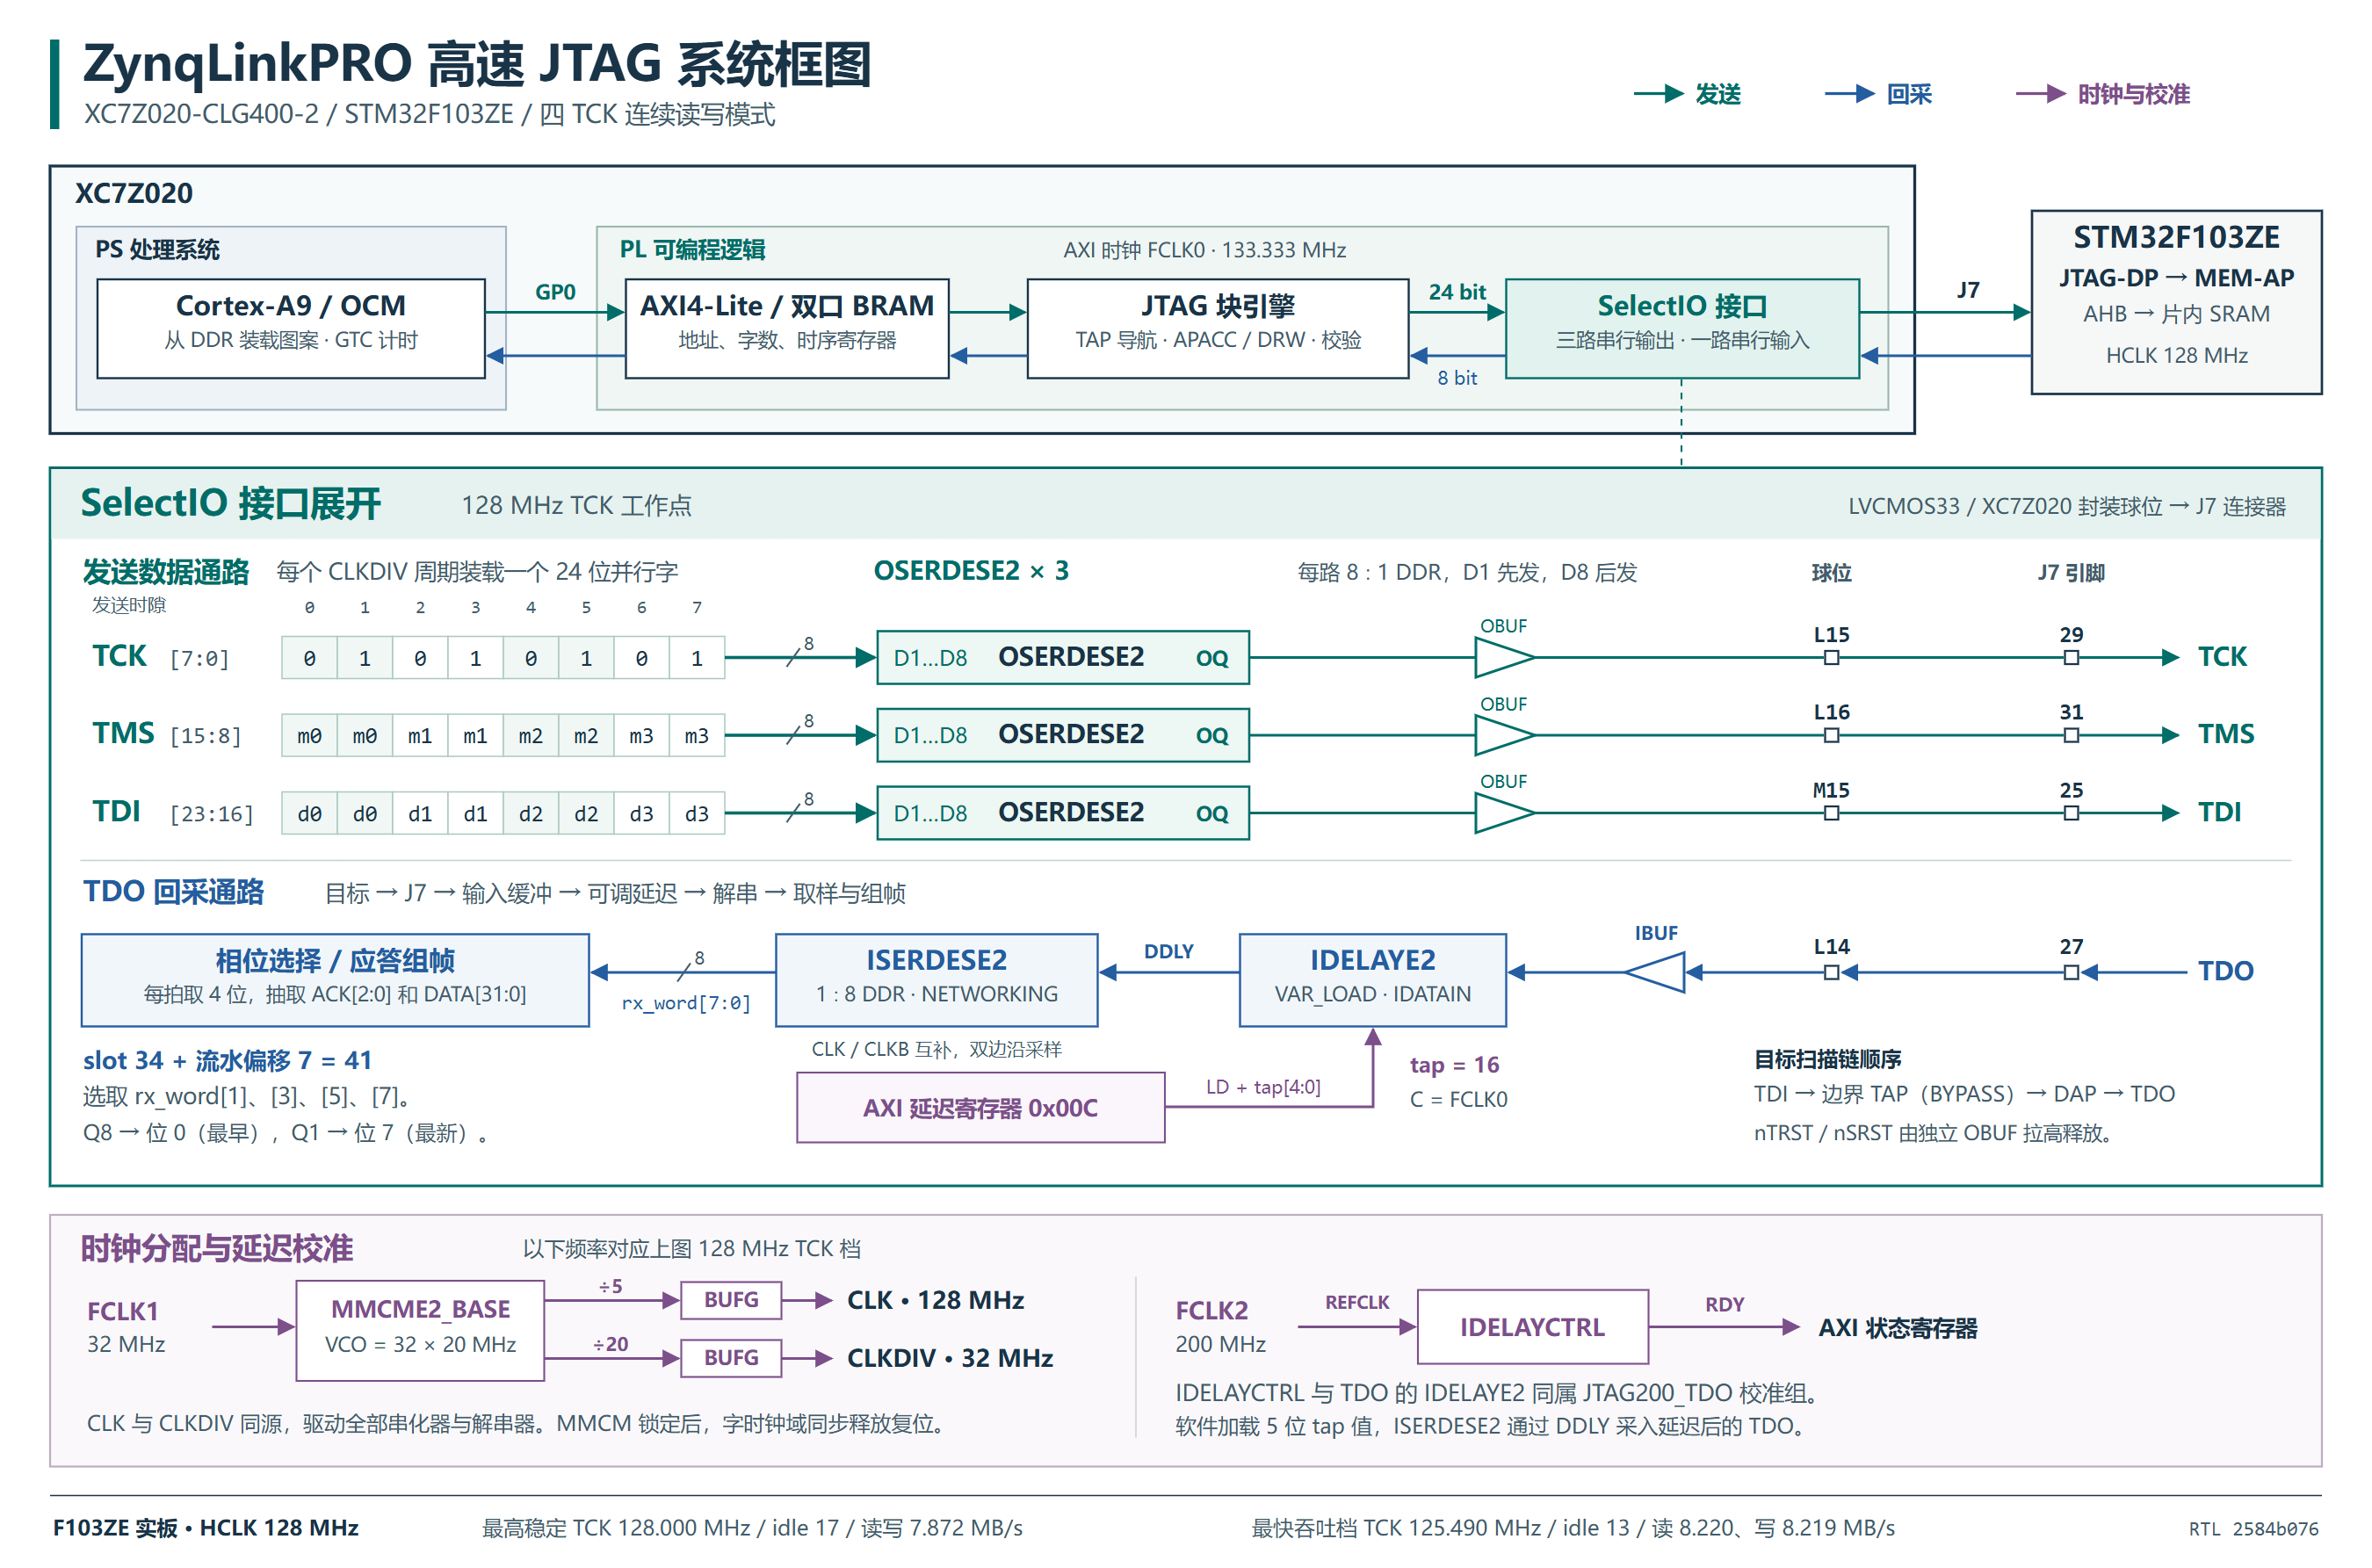 ZynqLinkPRO 高速 JTAG 系统框图
XC7Z020-CLG400-2 / STM32F103ZE / 四 TCK 连续读写模式
发送
回采
时钟与校准
XC7Z020
PS 处理系统
Cortex-A9 / OCM
从 DDR 装载图案 · GTC 计时
GP0
PL 可编程逻辑
AXI 时钟 FCLK0 · 133.333 MHz
AXI4-Lite / 双口 BRAM
地址、字数、时序寄存器
JTAG 块引擎
TAP 导航 · APACC / DRW · 校验
24 bit
8 bit
SelectIO 接口
三路串行输出 · 一路串行输入
J7
STM32F103ZE
JTAG-DP → MEM-AP
AHB → 片内 SRAM
HCLK 128 MHz
SelectIO 接口展开
128 MHz TCK 工作点
LVCMOS33 / XC7Z020 封装球位 → J7 连接器
发送数据通路
每个 CLKDIV 周期装载一个 24 位并行字
OSERDESE2 × 3
每路 8 : 1 DDR，D1 先发，D8 后发
球位
J7 引脚
发送时隙
0 1 2 3 4 5 6 7
TCK [7:0] 0 1 0 1 0 1 0 1
8
D1...D8 OSERDESE2 OQ
OBUF
L15
29
TCK
TMS [15:8] m0 m0 m1 m1 m2 m2 m3 m3
8
D1...D8 OSERDESE2 OQ
OBUF
L16
31
TMS
TDI [23:16] d0 d0 d1 d1 d2 d2 d3 d3
8
D1...D8 OSERDESE2 OQ
OBUF
M15
25
TDI
TDO 回采通路
目标 → J7 → 输入缓冲 → 可调延迟 → 解串 → 取样与组帧
相位选择 / 应答组帧
每拍取 4 位，抽取 ACK[2:0] 和 DATA[31:0]
8
rx_word[7:0]
ISERDESE2
1 : 8 DDR · NETWORKING
DDLY
IDELAYE2
VAR_LOAD · IDATAIN
IBUF
L14
27
TDO
slot 34 + 流水偏移 7 = 41
选取 rx_word[1]、[3]、[5]、[7]。
Q8 → 位 0（最早），Q1 → 位 7（最新）。
CLK / CLKB 互补，双边沿采样
AXI 延迟寄存器 0x00C
LD + tap[4:0]
tap = 16
C = FCLK0
目标扫描链顺序
TDI → 边界 TAP（BYPASS）→ DAP → TDO
nTRST / nSRST 由独立 OBUF 拉高释放。
时钟分配与延迟校准
以下频率对应上图 128 MHz TCK 档
FCLK1
32 MHz
MMCME2_BASE
VCO = 32 × 20 MHz
÷5
BUFG
CLK • 128 MHz
÷20
BUFG
CLKDIV • 32 MHz
CLK 与 CLKDIV 同源，驱动全部串化器与解串器。MMCM 锁定后，字时钟域同步释放复位。
FCLK2
200 MHz
REFCLK
IDELAYCTRL
RDY
AXI 状态寄存器
IDELAYCTRL 与 TDO 的 IDELAYE2 同属 JTAG200_TDO 校准组。
软件加载 5 位 tap 值，ISERDESE2 通过 DDLY 采入延迟后的 TDO。
F103ZE 实板 • HCLK 128 MHz
最高稳定 TCK 128.000 MHz / idle 17 / 读写 7.872 MB/s
最快吞吐档 TCK 125.490 MHz / idle 13 / 读 8.220、写 8.219 MB/s
RTL 2584b076